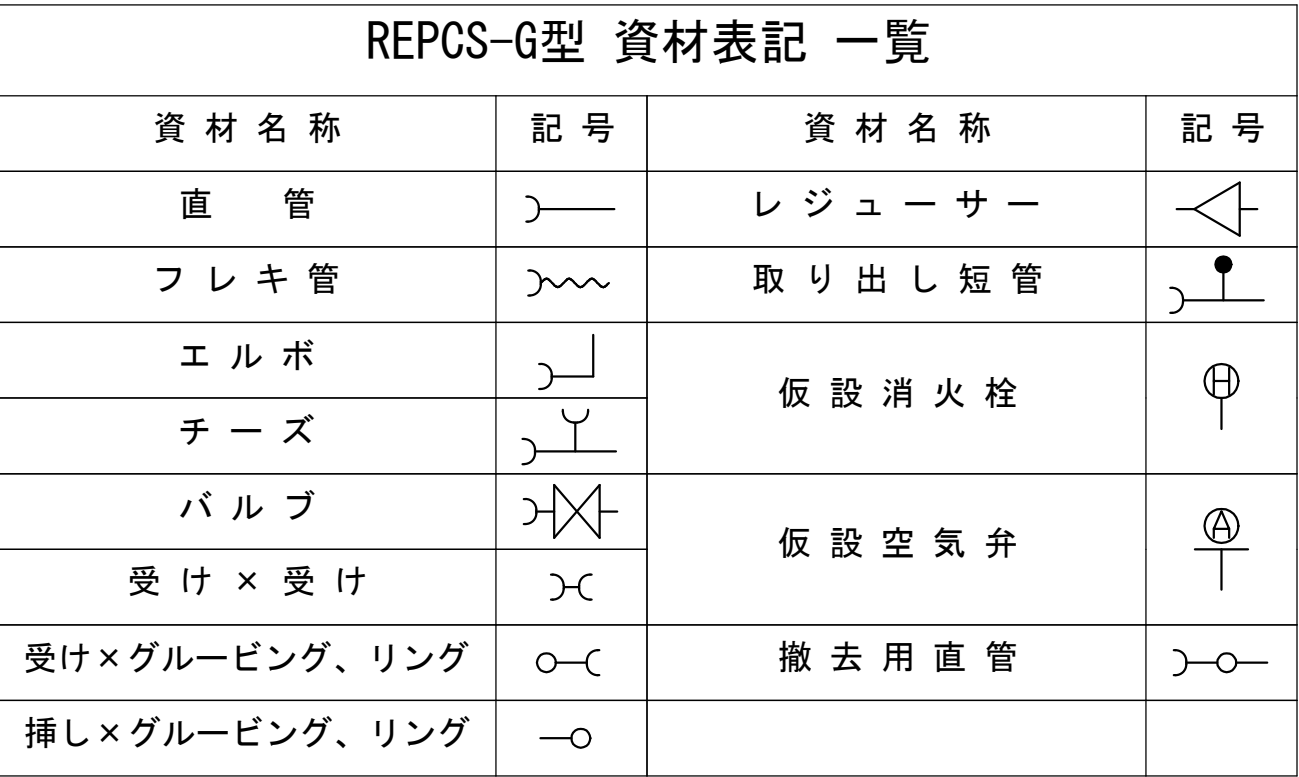 REPCS-G型 資材表記 一覧
資材名称 記号 資材名称 記号
直管 レジューサー
フレキ管 取り出し短管
エルボ
仮設消火栓 H
チーズ
バルブ
仮設空気弁 A
受け×受け
受け×グルービング、リング 撤去用直管
挿し×グルービング、リング